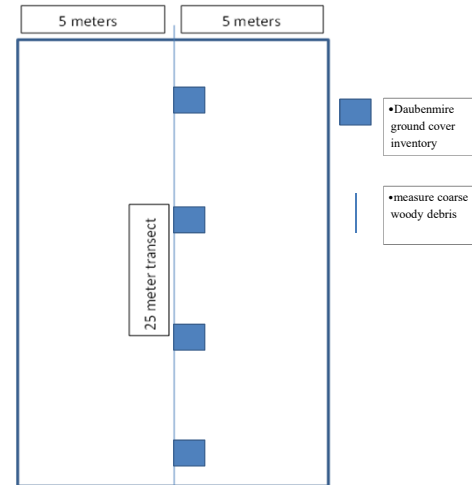 5 meters
5 meters
•Daubenmire
ground cover
inventory
•measure coarse
woody debris
25 meter transect